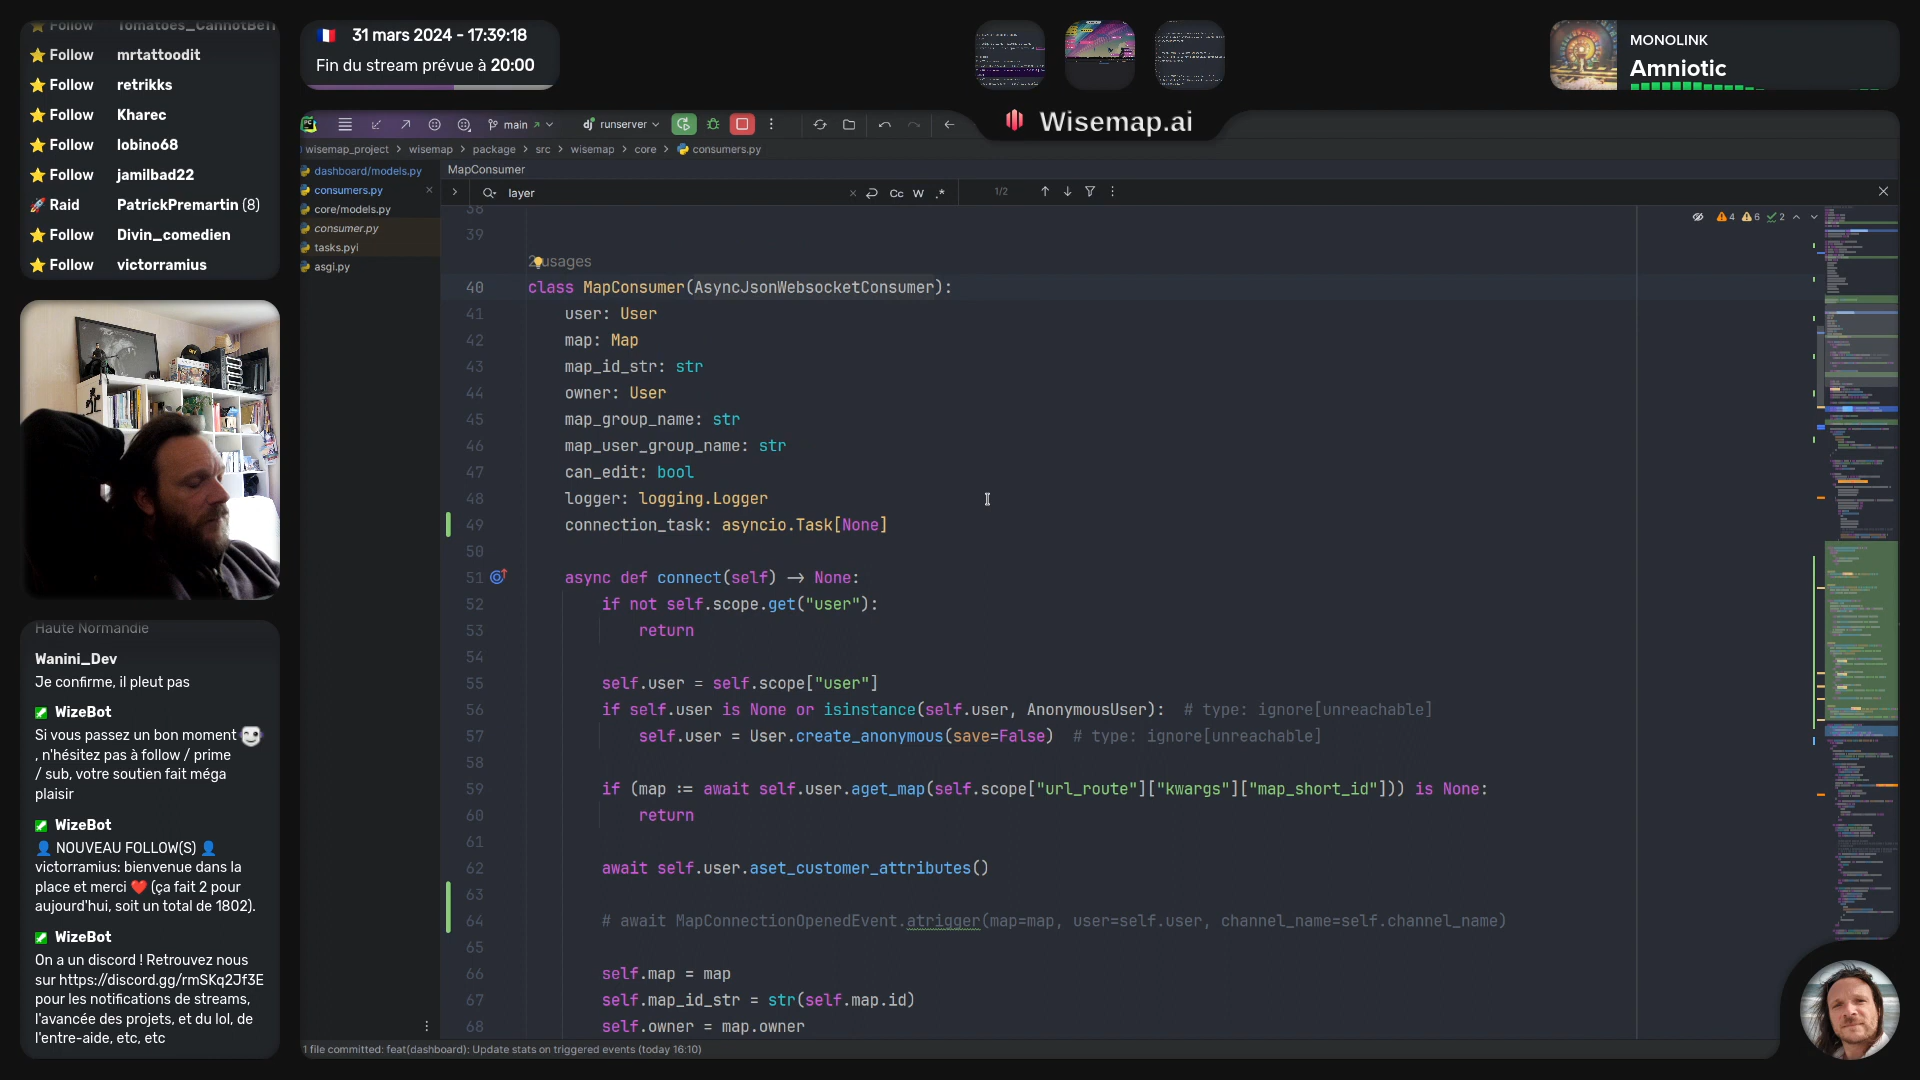 Follow Tomatoes_CannotBeTr
Follow mrtattoodit
Follow retrikks
Follow Kharec
Follow lobino68
Follow jamilbad22
Raid PatrickPremartin (8)
Follow Divin_comedien
Follow victorramius
31 mars 2024 - 17:39:18
Fin du stream prévue à 20:00
MONOLINK
Amniotic
Wisemap.ai
main
runserver
wisemap_project > wisemap > package > src > wisemap > core > consumers.py
dashboard/models.py
consumers.py
core/models.py
consumer.py
tasks.pyi
asgi.py
MapConsumer
layer
Cc W .*
1/2
4 6 2
38
39
2 usages
40 class MapConsumer(AsyncJsonWebsocketConsumer):
41 user: User
42 map: Map
43 map_id_str: str
44 owner: User
45 map_group_name: str
46 map_user_group_name: str
47 can_edit: bool
48 logger: logging.Logger
49 connection_task: asyncio.Task[None]
50
51 async def connect(self) -> None:
52 if not self.scope.get("user"):
53 return
54
55 self.user = self.scope["user"]
56 if self.user is None or isinstance(self.user, AnonymousUser):  # type: ignore[unreachable]
57 self.user = User.create_anonymous(save=False)  # type: ignore[unreachable]
58
59 if (map := await self.user.aget_map(self.scope["url_route"]["kwargs"]["map_short_id"])) is None:
60 return
61
62 await self.user.aset_customer_attributes()
63
64 # await MapConnectionOpenedEvent.atrigger(map=map, user=self.user, channel_name=self.channel_name)
65
66 self.map = map
67 self.map_id_str = str(self.map.id)
68 self.owner = map.owner
1 file committed: feat(dashboard): Update stats on triggered events (today 16:10)
Haute Normandie
Wanini_Dev
Je confirme, il pleut pas
WizeBot
Si vous passez un bon moment
, n'hésitez pas à follow / prime
/ sub, votre soutien fait méga
plaisir
WizeBot
👤 NOUVEAU FOLLOW(S) 👤
victorramius: bienvenue dans la
place et merci ❤️ (ça fait 2 pour
aujourd'hui, soit un total de 1802).
WizeBot
On a un discord ! Retrouvez nous
sur https://discord.gg/rmSKq2Jf3E
pour les notifications de streams,
l'avancée des projets, et du lol, de
l'entre-aide, etc, etc